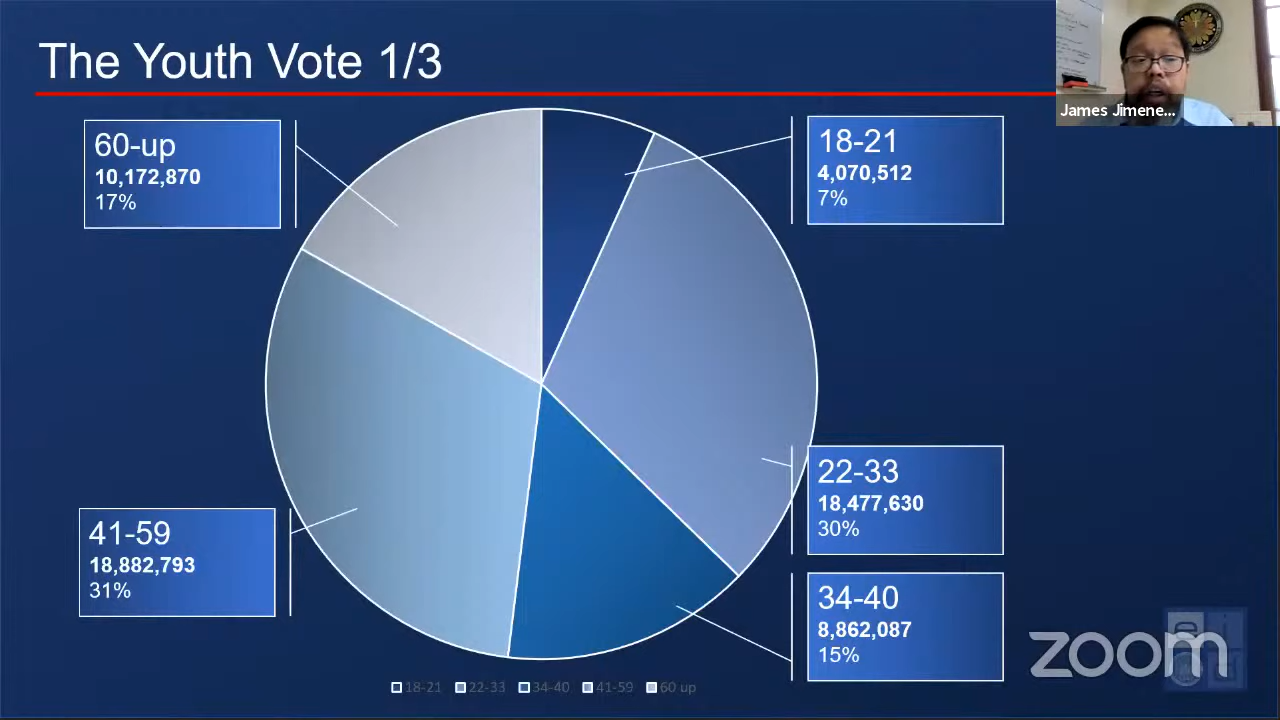 The Youth Vote 1/3
James Jimene...
60-up
10,172,870
17%
18-21
4,070,512
7%
22-33
18,477,630
30%
41-59
18,882,793
31%
34-40
8,862,087
15%
zoom
18-21 22-33 34-40 41-59 60 up